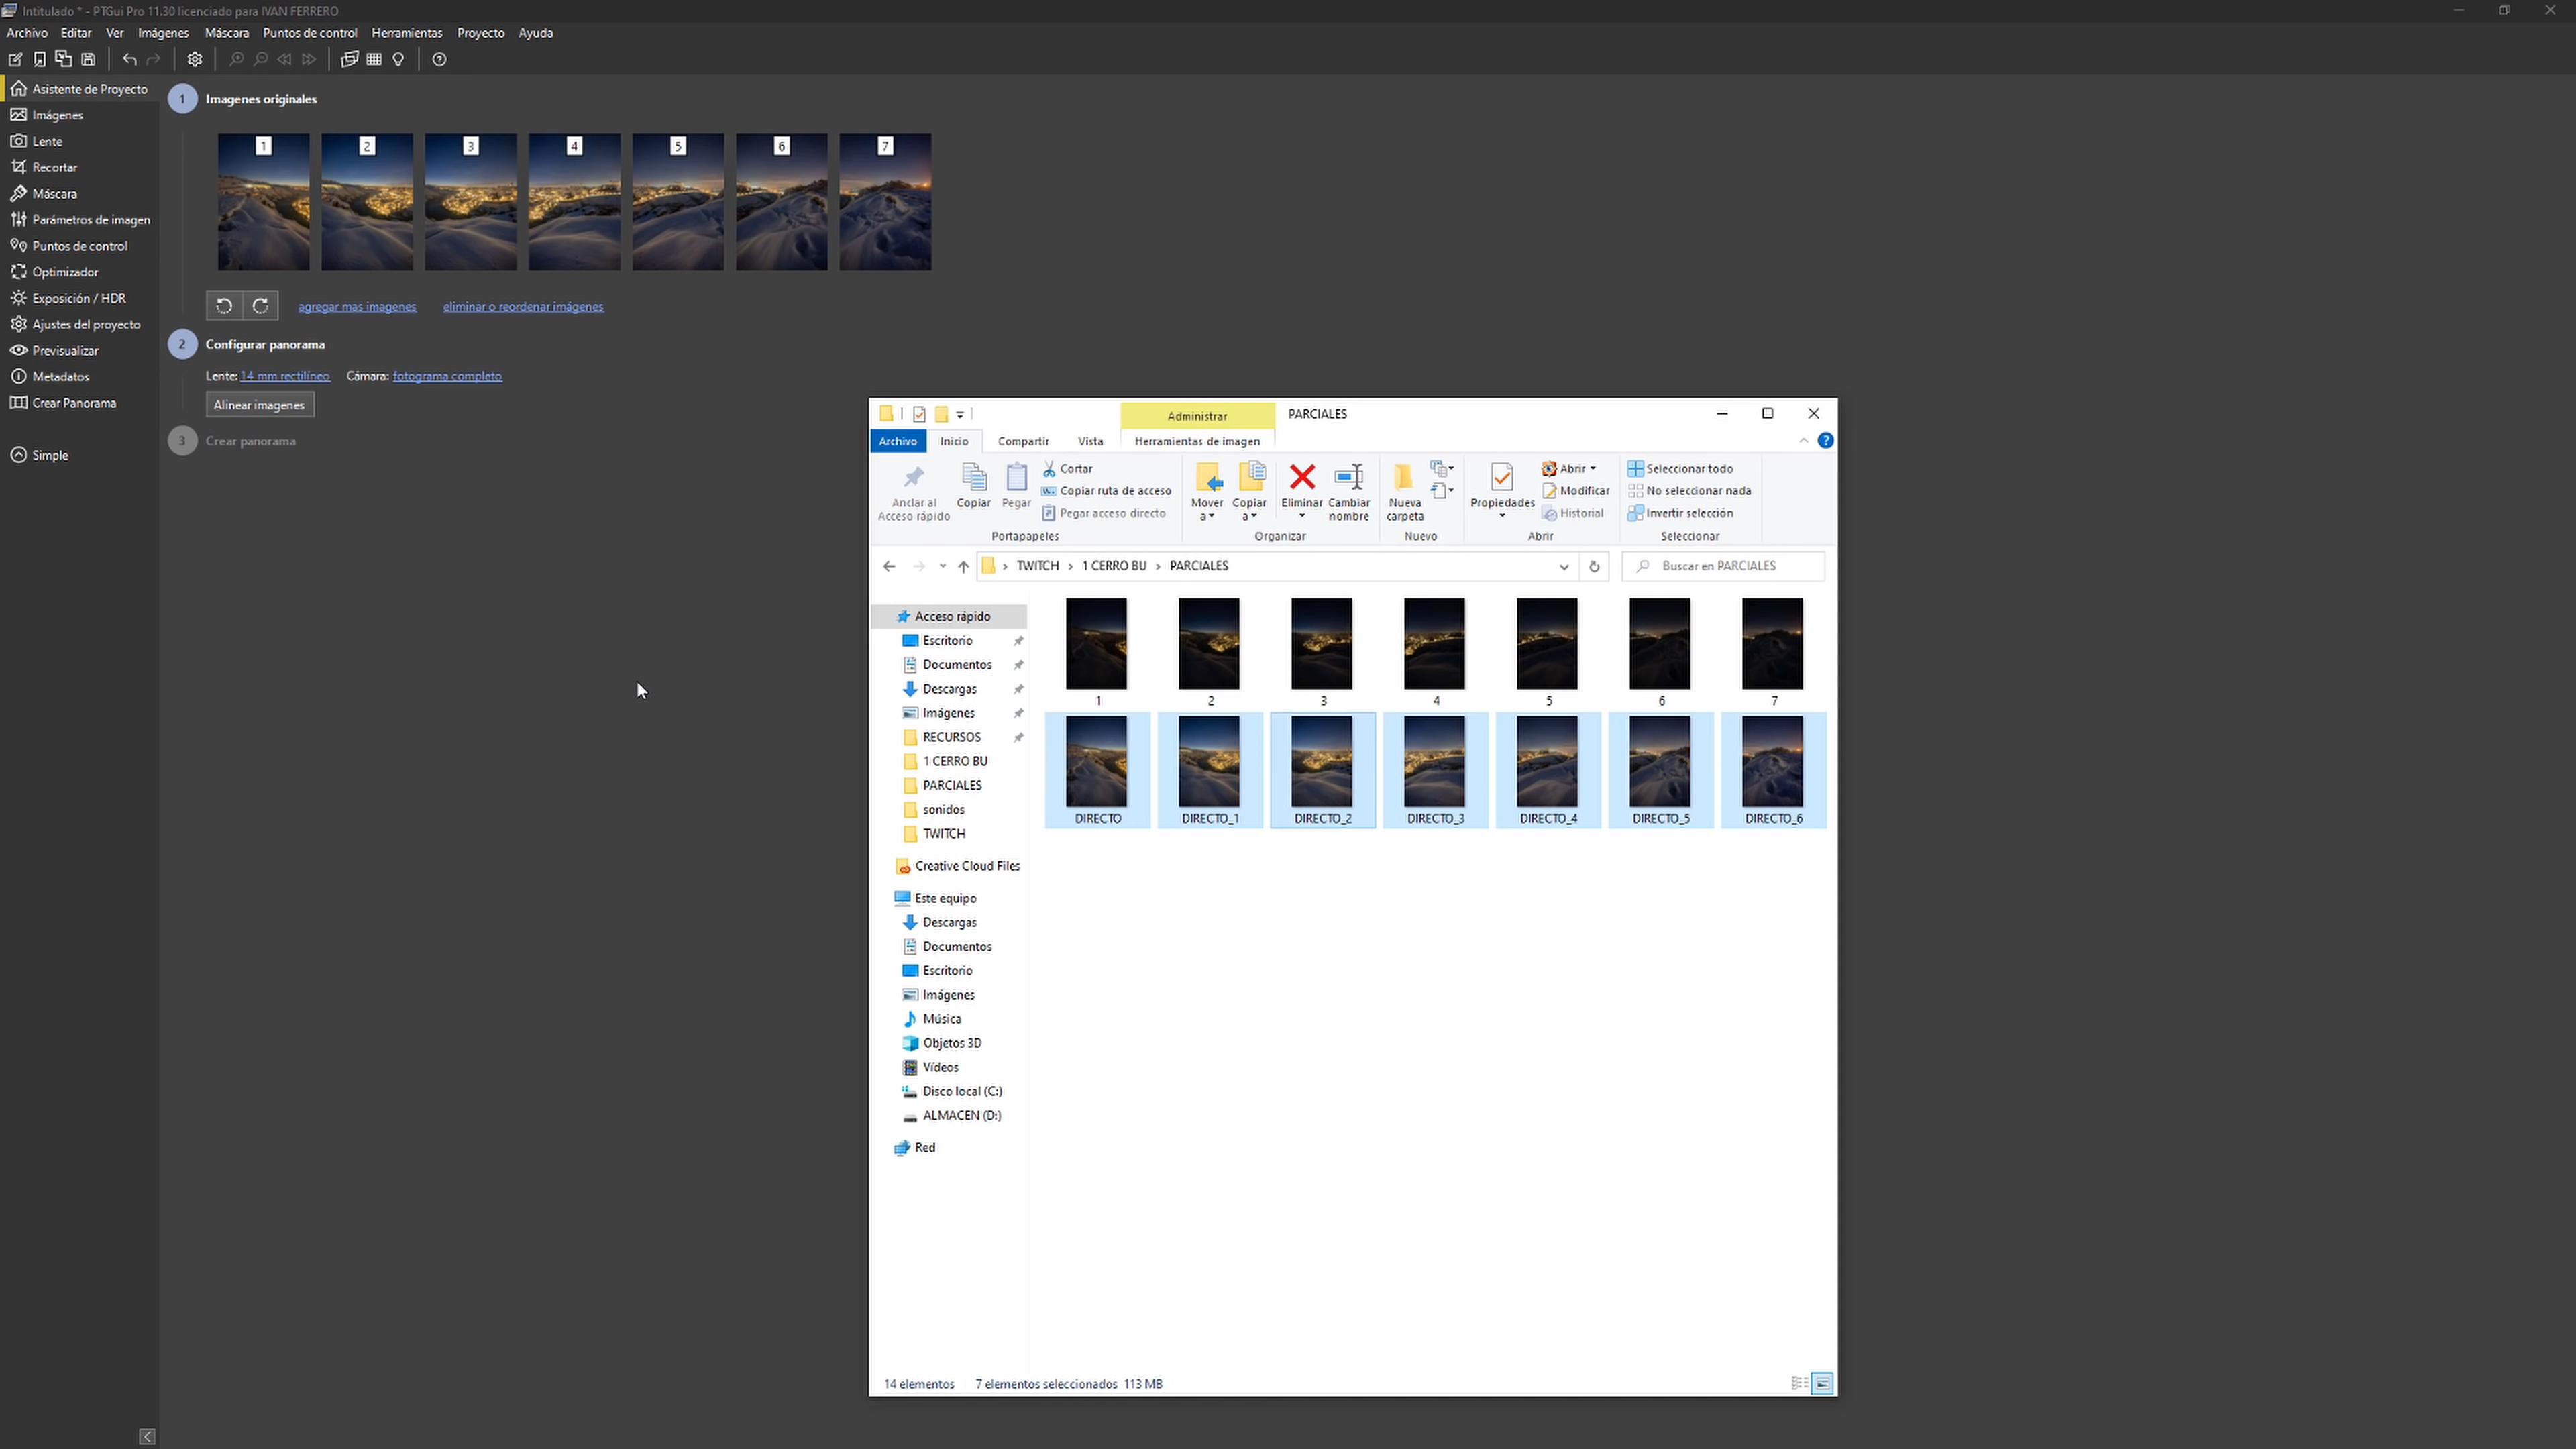 Intitulado * - PTGui Pro 11.30 licenciado para IVAN FERRERO
Archivo Editar Ver Imágenes Máscara Puntos de control Herramientas Proyecto Ayuda
Asistente de Proyecto
Imágenes
Lente
Recortar
Máscara
Parámetros de imagen
Puntos de control
Optimizador
Exposición / HDR
Ajustes del proyecto
Previsualizar
Metadatos
Crear Panorama
Simple
1 Imagenes originales
1 2 3 4 5 6 7
agregar mas imagenes eliminar o reordenar imágenes
2 Configurar panorama
Lente: 14 mm rectilíneo Cámara: fotograma completo
Alinear imagenes
3 Crear panorama
Administrar PARCIALES
Archivo Inicio Compartir Vista Herramientas de imagen
Anclar al
Acceso rápido
Copiar
Pegar
Cortar
Copiar ruta de acceso
Pegar acceso directo
Portapapeles
Mover
a
Copiar
a
Eliminar
Cambiar
nombre
Organizar
Nueva
carpeta
Nuevo
Propiedades
Abrir
Modificar
Historial
Abrir
Seleccionar todo
No seleccionar nada
Invertir selección
Seleccionar
TWITCH › 1 CERRO BU › PARCIALES
Buscar en PARCIALES
Acceso rápido
Escritorio
Documentos
Descargas
Imágenes
RECURSOS
1 CERRO BU
PARCIALES
sonidos
TWITCH
Creative Cloud Files
Este equipo
Descargas
Documentos
Escritorio
Imágenes
Música
Objetos 3D
Vídeos
Disco local (C:)
ALMACEN (D:)
Red
1 2 3 4 5 6 7
DIRECTO DIRECTO_1 DIRECTO_2 DIRECTO_3 DIRECTO_4 DIRECTO_5 DIRECTO_6
14 elementos 7 elementos seleccionados 113 MB